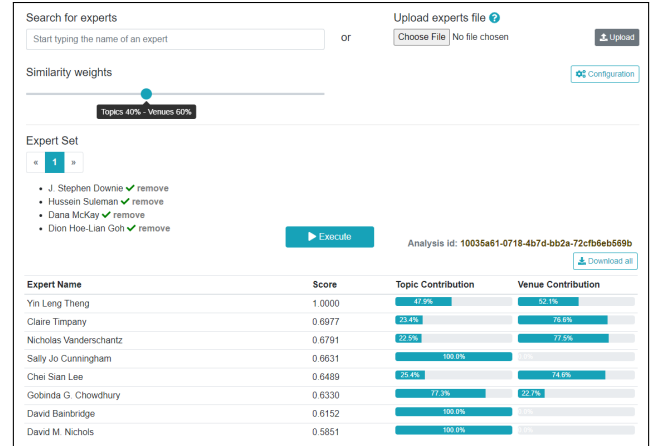 Search for experts
Upload experts file ?
Start typing the name of an expert
or
Choose File No file chosen
Upload
Similarity weights
Configuration
Topics 40% - Venues 60%
Expert Set
« 1 »
• J. Stephen Downie ✔ remove
• Hussein Suleman ✔ remove
• Dana McKay ✔ remove
• Dion Hoe-Lian Goh ✔ remove
Execute
Analysis id: 10035a61-0718-4b7d-bb2a-72cfb6eb569b
Download all
Expert Name Score Topic Contribution Venue Contribution
Yin Leng Theng 1.0000 47.9% 52.1%
Claire Timpany 0.6977 23.4% 76.6%
Nicholas Vanderschantz 0.6791 22.5% 77.5%
Sally Jo Cunningham 0.6631 100.0% 0.0%
Chei Sian Lee 0.6489 25.4% 74.6%
Gobinda G. Chowdhury 0.6330 77.3% 22.7%
David Bainbridge 0.6152 100.0% 0.0%
David M. Nichols 0.5851 100.0% 0.0%